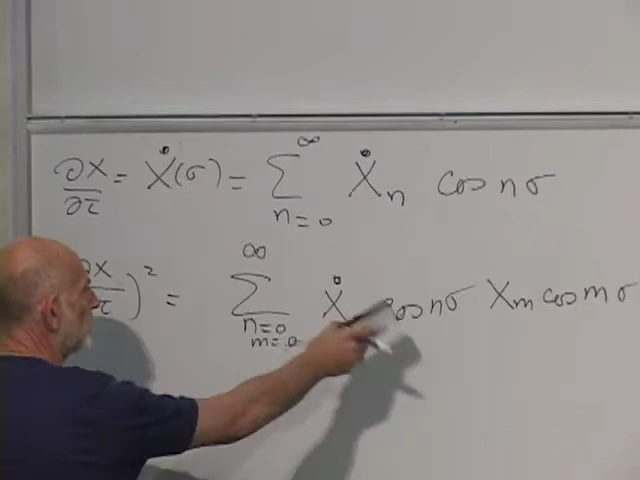 ∂X/∂τ = Ẋ(σ) = ∑_{n=0}^{∞} Ẋ_n cos nσ
∂X/∂τ)² = ∑_{n=0 m=0}^{∞} Ẋ cos nσ X_m cos mσ